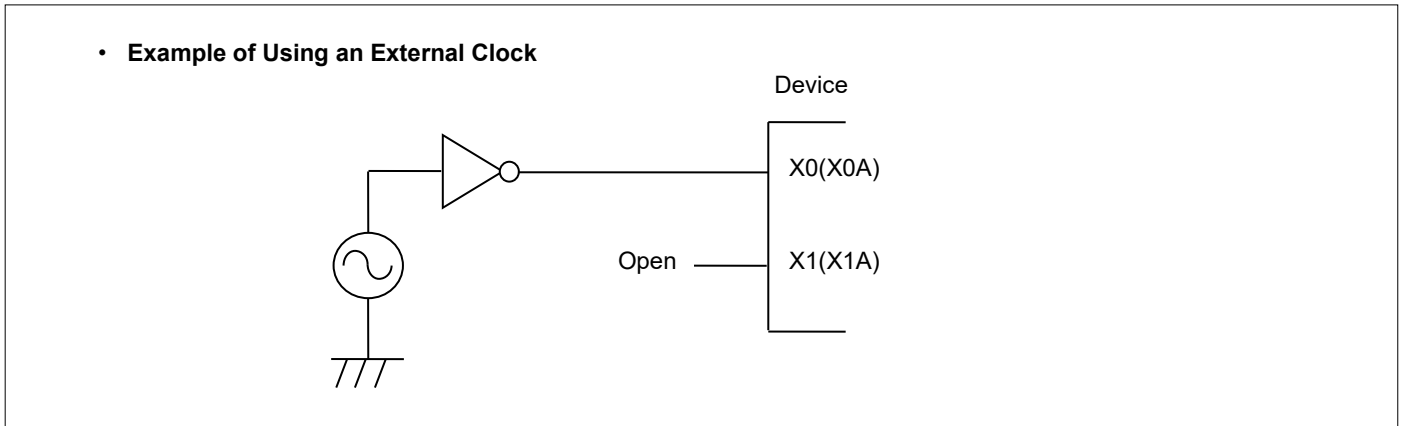 • Example of Using an External Clock
Device
X0(X0A)
Open
X1(X1A)